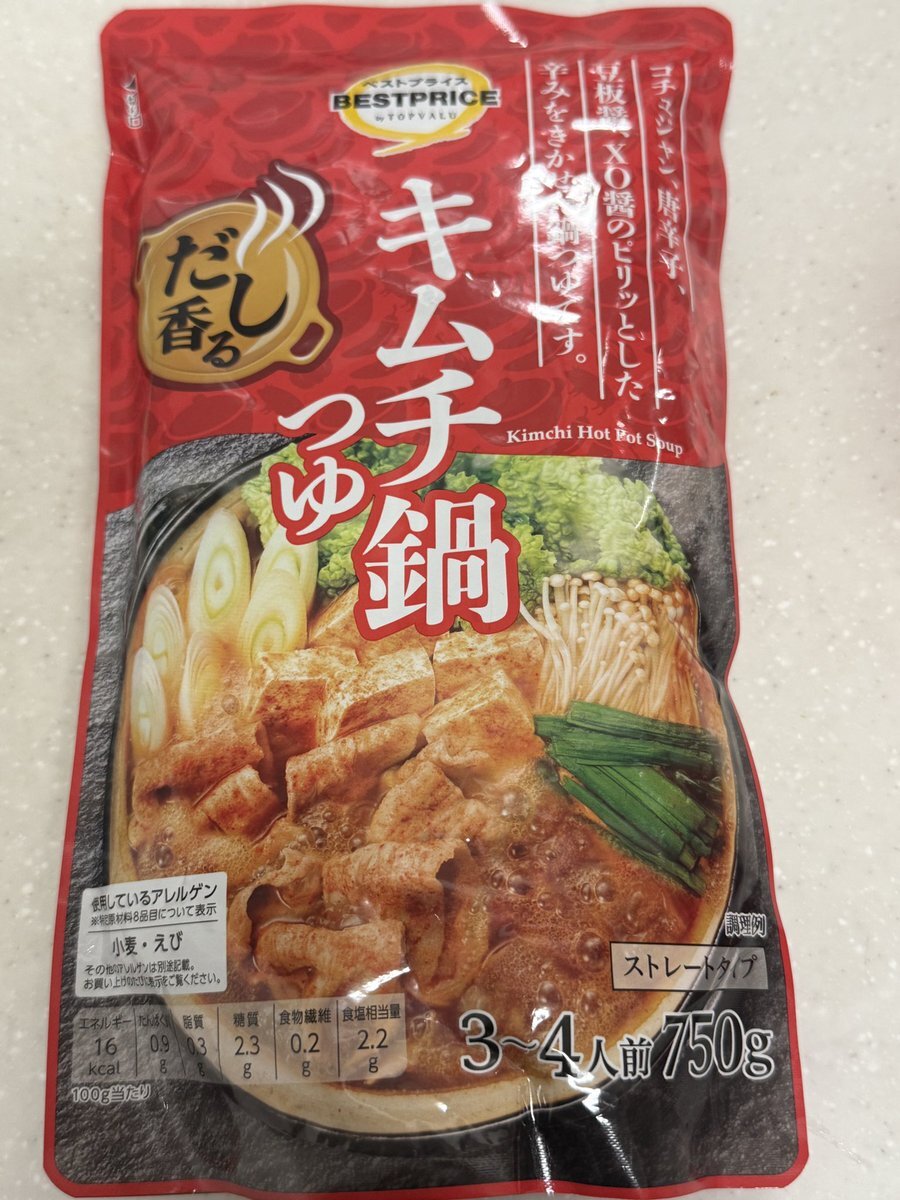 ベストプライス
BESTPRICE
by TOPVALU
コチュジャン、唐辛子、
豆板醤、XO醤のピリッとした
辛みをきかせた鍋つゆです。
だし
香る
キムチ鍋
つゆ
Kimchi Hot Pot Soup
使用しているアレルゲン
※特定原材料8品目について表示
小麦・えび
その他のアレルゲンは別途記載。
お買い上げのたびに表示をご覧ください。
調理例
ストレートタイプ
3〜4人前 750g
エネルギー たんぱく質 脂質 糖質 食物繊維 食塩相当量
16 0.9 0.3 2.3 0.2 2.2
kcal g g g g g
100g当たり